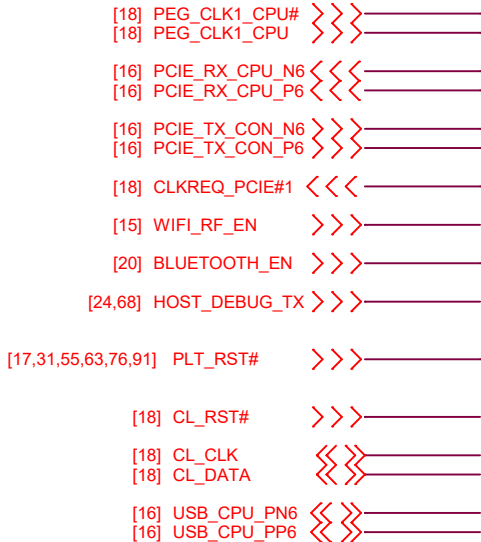 [18] PEG_CLK1_CPU#
[18] PEG_CLK1_CPU
[16] PCIE_RX_CPU_N6
[16] PCIE_RX_CPU_P6
[16] PCIE_TX_CON_N6
[16] PCIE_TX_CON_P6
[18] CLKREQ_PCIE#1
[15] WIFI_RF_EN
[20] BLUETOOTH_EN
[24,68] HOST_DEBUG_TX
[17,31,55,63,76,91] PLT_RST#
[18] CL_RST#
[18] CL_CLK
[18] CL_DATA
[16] USB_CPU_PN6
[16] USB_CPU_PP6